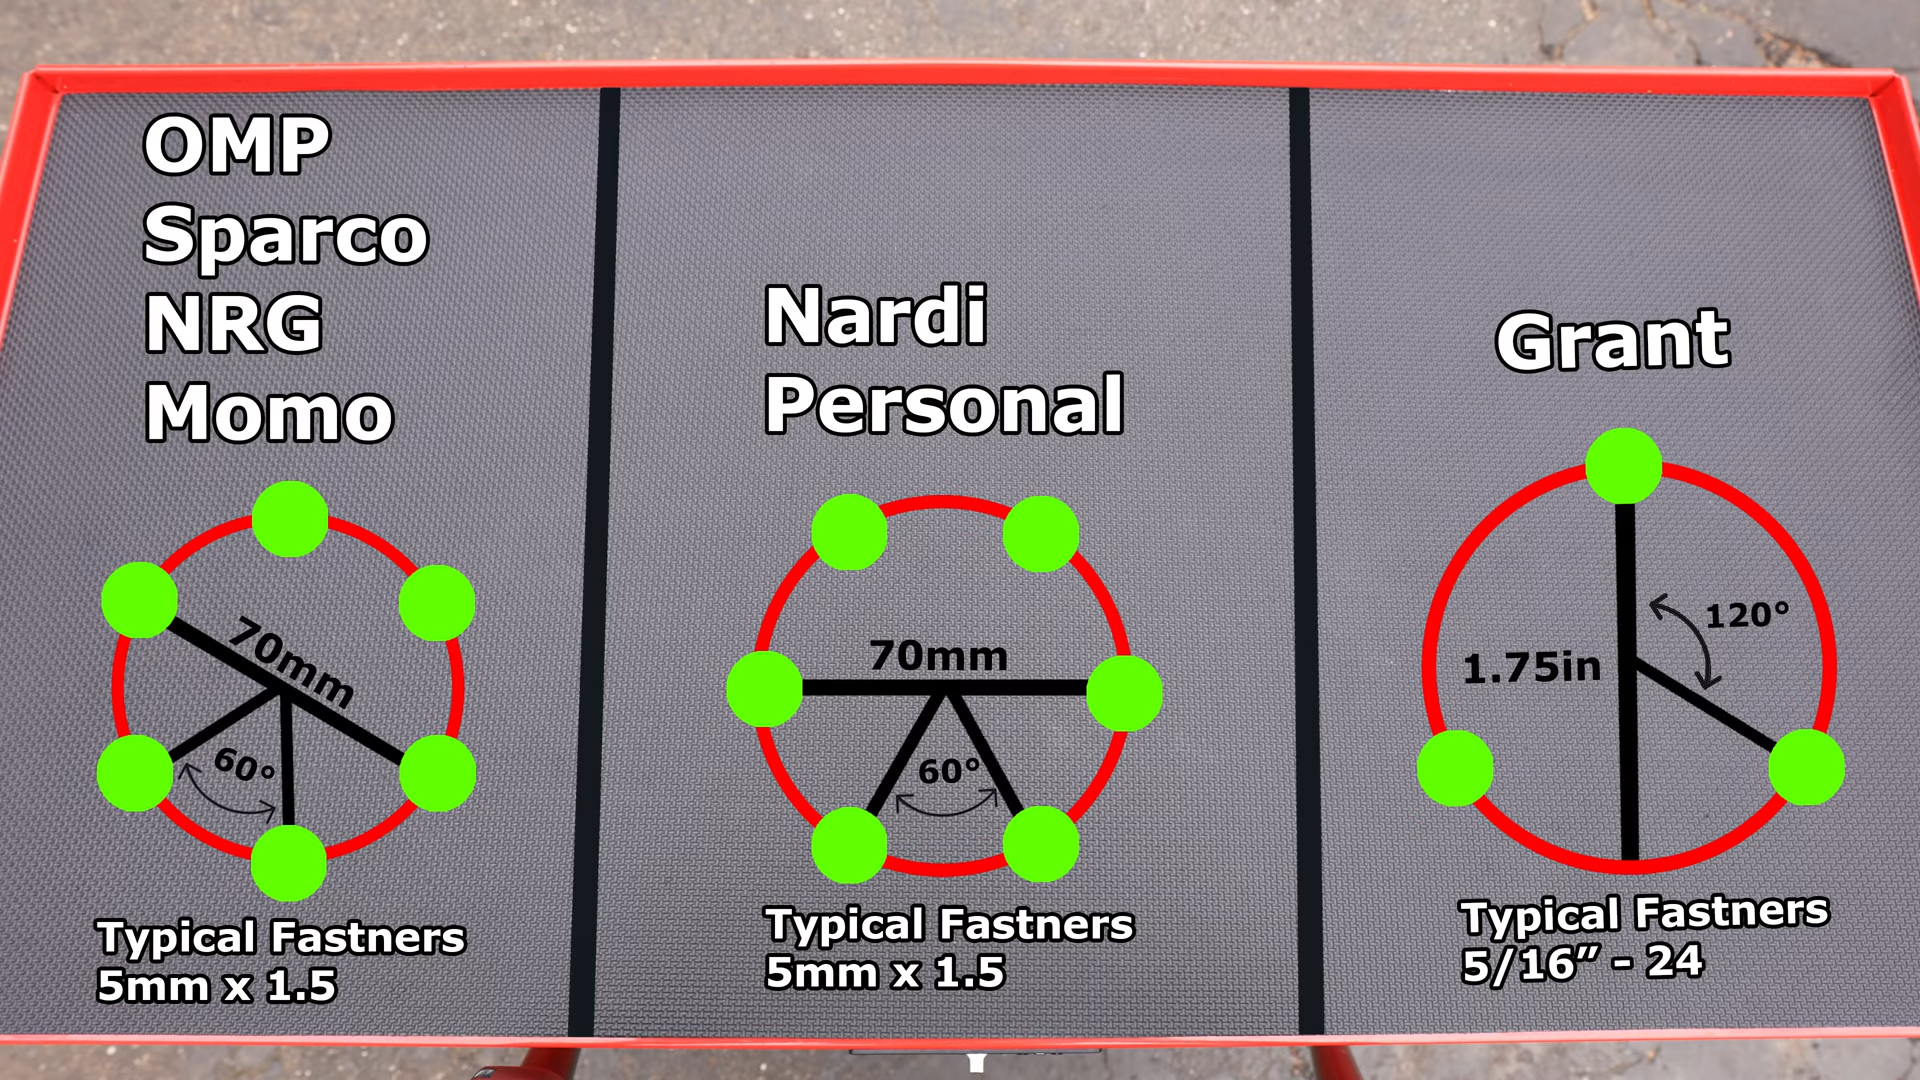 OMP
Sparco
NRG
Momo
70mm
60°
Typical Fastners
5mm x 1.5
Nardi
Personal
70mm
60°
Typical Fastners
5mm x 1.5
Grant
120°
1.75in
Typical Fastners
5/16” - 24